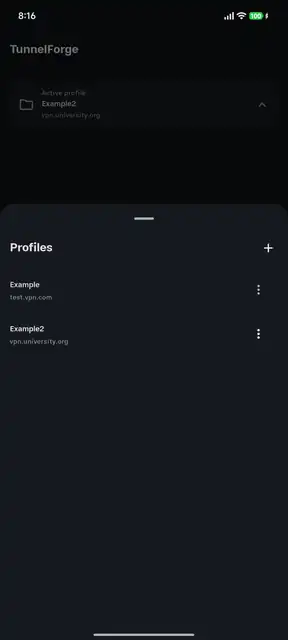 8:16
100
TunnelForge
Active profile
Example2
vpn.university.org
Profiles
Example
test.vpn.com
Example2
vpn.university.org